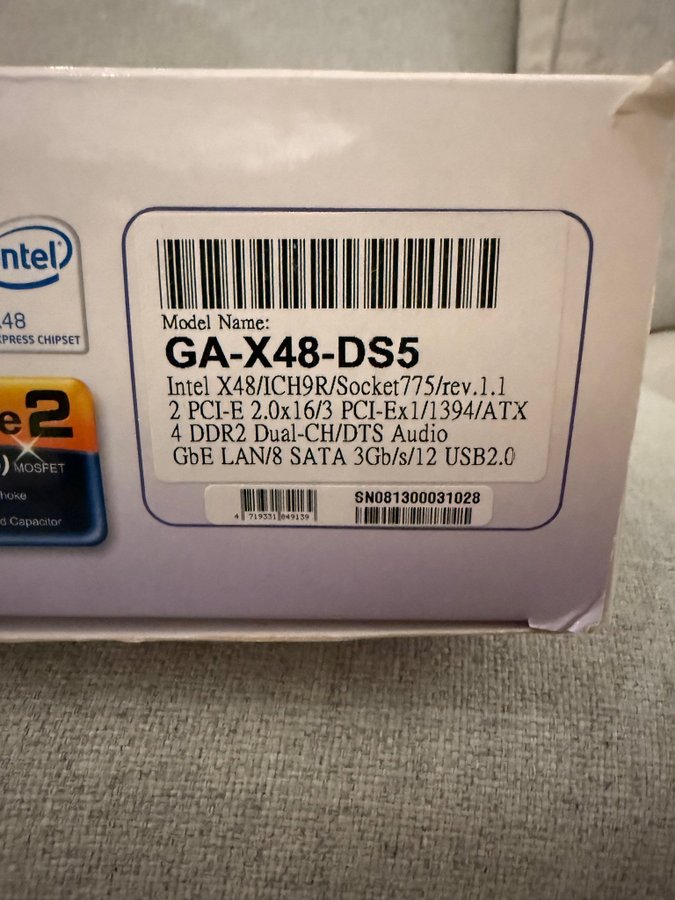 intel
48
PRESS CHIPSET
e2
MOSFET
hoke
d Capacitor
Model Name:
GA-X48-DS5
Intel X48/ICH9R/Socket775/rev.1.1
2 PCI-E 2.0x16/3 PCI-Ex1/1394/ATX
4 DDR2 Dual-CH/DTS Audio
GbE LAN/8 SATA 3Gb/s/12 USB2.0
4 719331 849139
SN081300031028